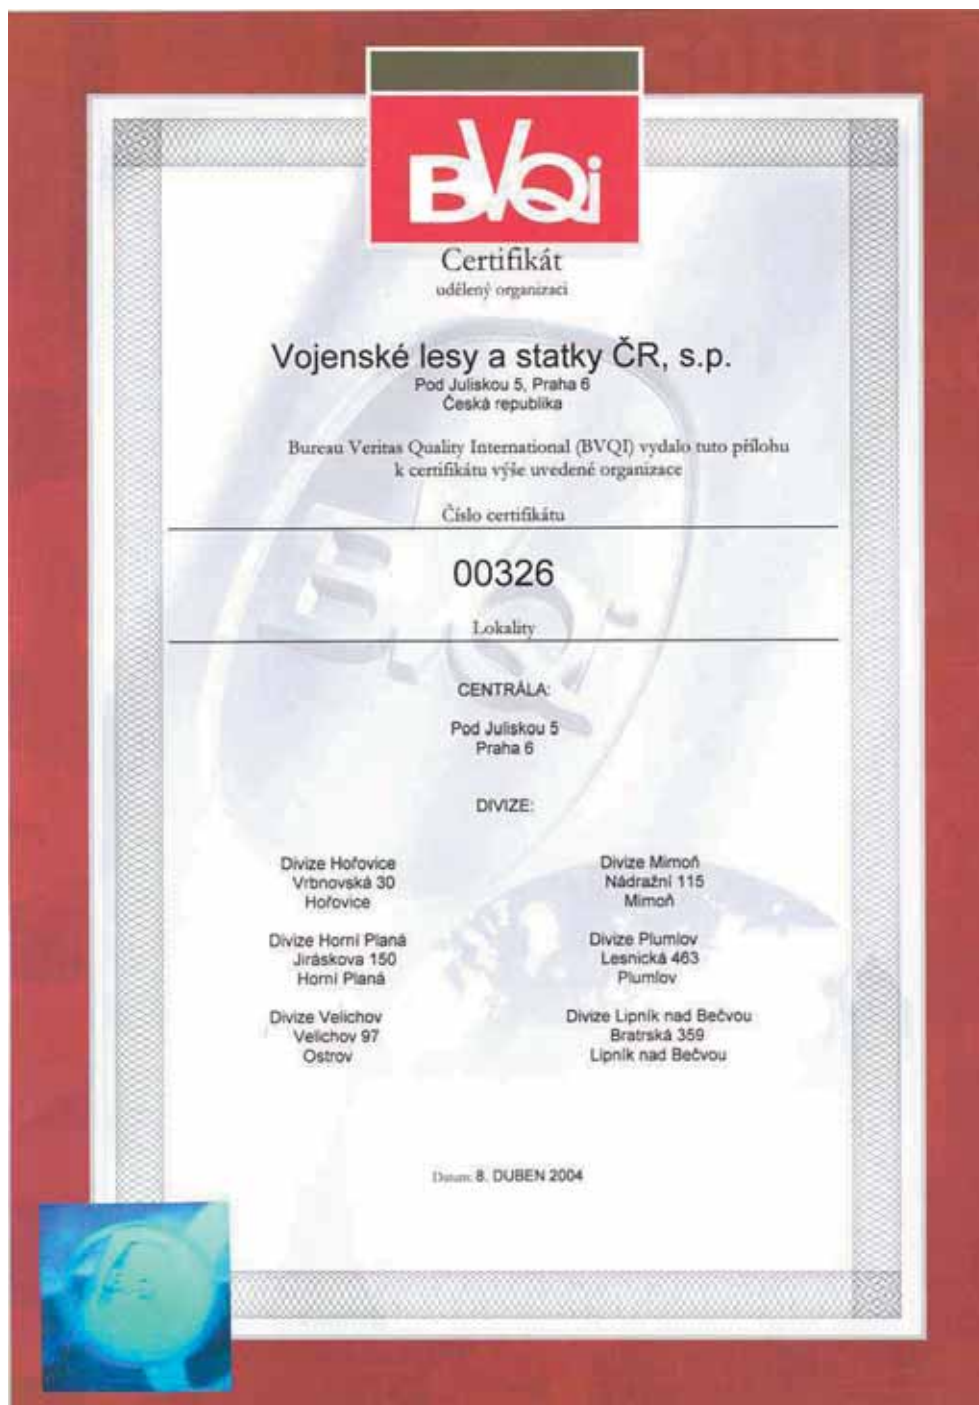 BVQi
Certifikát
udělený organizaci
Vojenské lesy a statky ČR, s.p.
Pod Juliskou 5, Praha 6
Česká republika
Bureau Veritas Quality International (BVQI) vydalo tuto přílohu
k certifikátu výše uvedené organizace
Číslo certifikátu
00326
Lokality
CENTRÁLA:
Pod Juliskou 5
Praha 6
DIVIZE:
Divize Hořovice
Vrbnovská 30
Hořovice
Divize Horní Planá
Jiráskova 150
Horní Planá
Divize Velichov
Velichov 97
Ostrov
Divize Mimoň
Nádražní 115
Mimoň
Divize Plumlov
Lesnická 463
Plumlov
Divize Lipník nad Bečvou
Bratrská 359
Lipník nad Bečvou
Datum: 8. DUBEN 2004